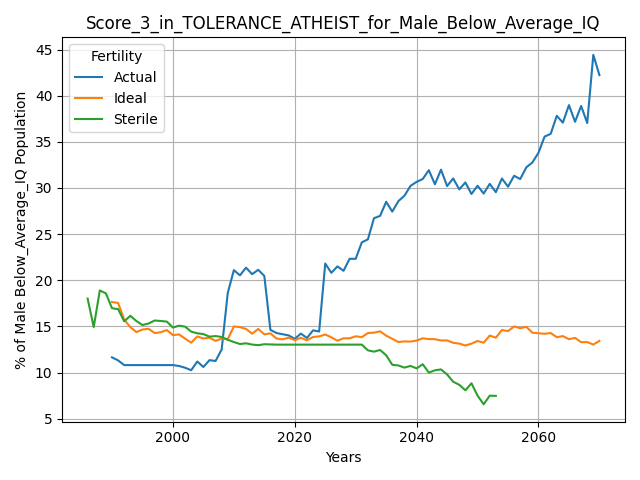 Score_3_in_TOLERANCE_ATHEIST_for_Male_Below_Average_IQ
Fertility
Actual
Ideal
Sterile
% of Male Below_Average_IQ Population
45
40
35
30
25
20
15
10
5
2000
2020
2040
2060
Years